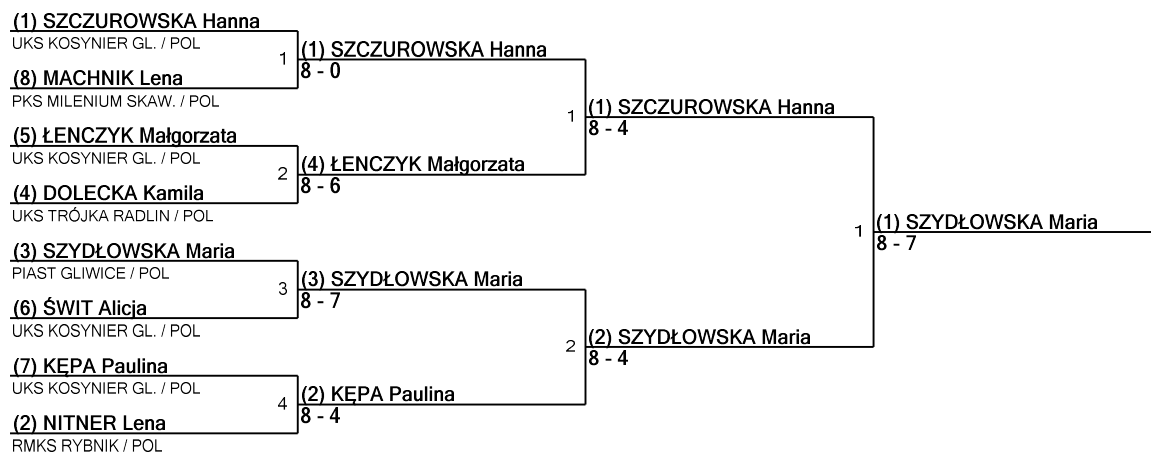 (1) SZCZUROWSKA Hanna
UKS KOSYNIER GL. / POL
1
(8) MACHNIK Lena
PKS MILENIUM SKAW. / POL
(5) ŁENCZYK Małgorzata
UKS KOSYNIER GL. / POL
2
(4) DOLECKA Kamila
UKS TRÓJKA RADLIN / POL
(3) SZYDŁOWSKA Maria
PIAST GLIWICE / POL
3
(6) ŚWIT Alicja
UKS KOSYNIER GL. / POL
(7) KĘPA Paulina
UKS KOSYNIER GL. / POL
4
(2) NITNER Lena
RMKS RYBNIK / POL
(1) SZCZUROWSKA Hanna
8 - 0
1
(4) ŁENCZYK Małgorzata
8 - 6
(3) SZYDŁOWSKA Maria
8 - 7
2
(2) KĘPA Paulina
8 - 4
(1) SZCZUROWSKA Hanna
8 - 4
1
(2) SZYDŁOWSKA Maria
8 - 4
(1) SZYDŁOWSKA Maria
8 - 7